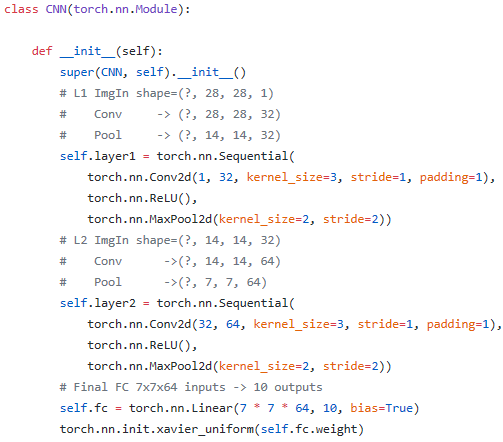 class CNN(torch.nn.Module):

    def __init__(self):
        super(CNN, self).__init__()
        # L1 ImgIn shape=(?, 28, 28, 1)
        #    Conv     -> (?, 28, 28, 32)
        #    Pool     -> (?, 14, 14, 32)
        self.layer1 = torch.nn.Sequential(
            torch.nn.Conv2d(1, 32, kernel_size=3, stride=1, padding=1),
            torch.nn.ReLU(),
            torch.nn.MaxPool2d(kernel_size=2, stride=2))
        # L2 ImgIn shape=(?, 14, 14, 32)
        #    Conv      ->(?, 14, 14, 64)
        #    Pool      ->(?, 7, 7, 64)
        self.layer2 = torch.nn.Sequential(
            torch.nn.Conv2d(32, 64, kernel_size=3, stride=1, padding=1),
            torch.nn.ReLU(),
            torch.nn.MaxPool2d(kernel_size=2, stride=2))
        # Final FC 7x7x64 inputs -> 10 outputs
        self.fc = torch.nn.Linear(7 * 7 * 64, 10, bias=True)
        torch.nn.init.xavier_uniform(self.fc.weight)